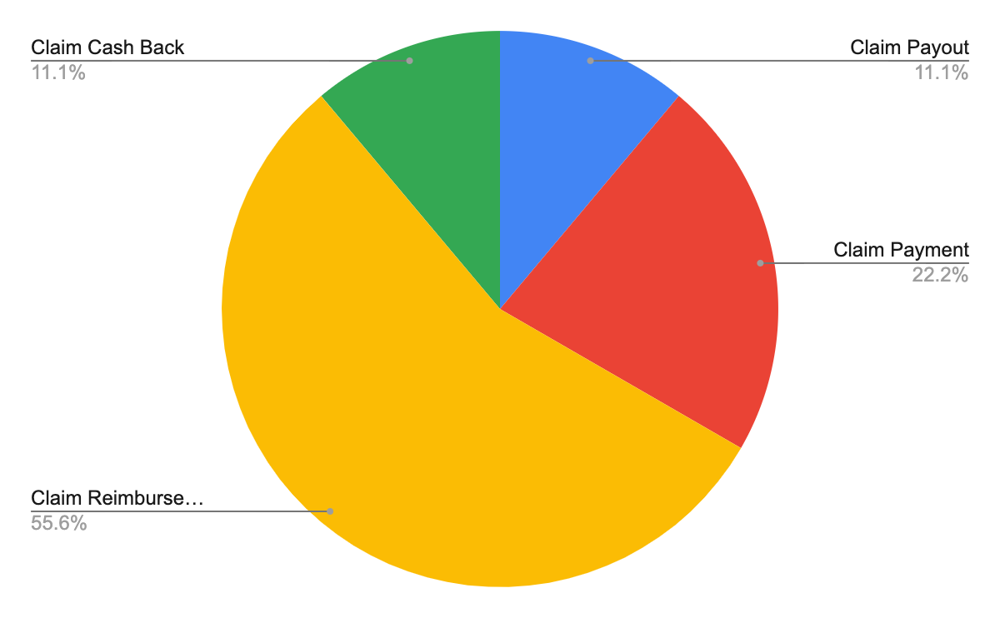 Claim Cash Back
11.1%
Claim Payout
11.1%
Claim Payment
22.2%
Claim Reimburse…
55.6%